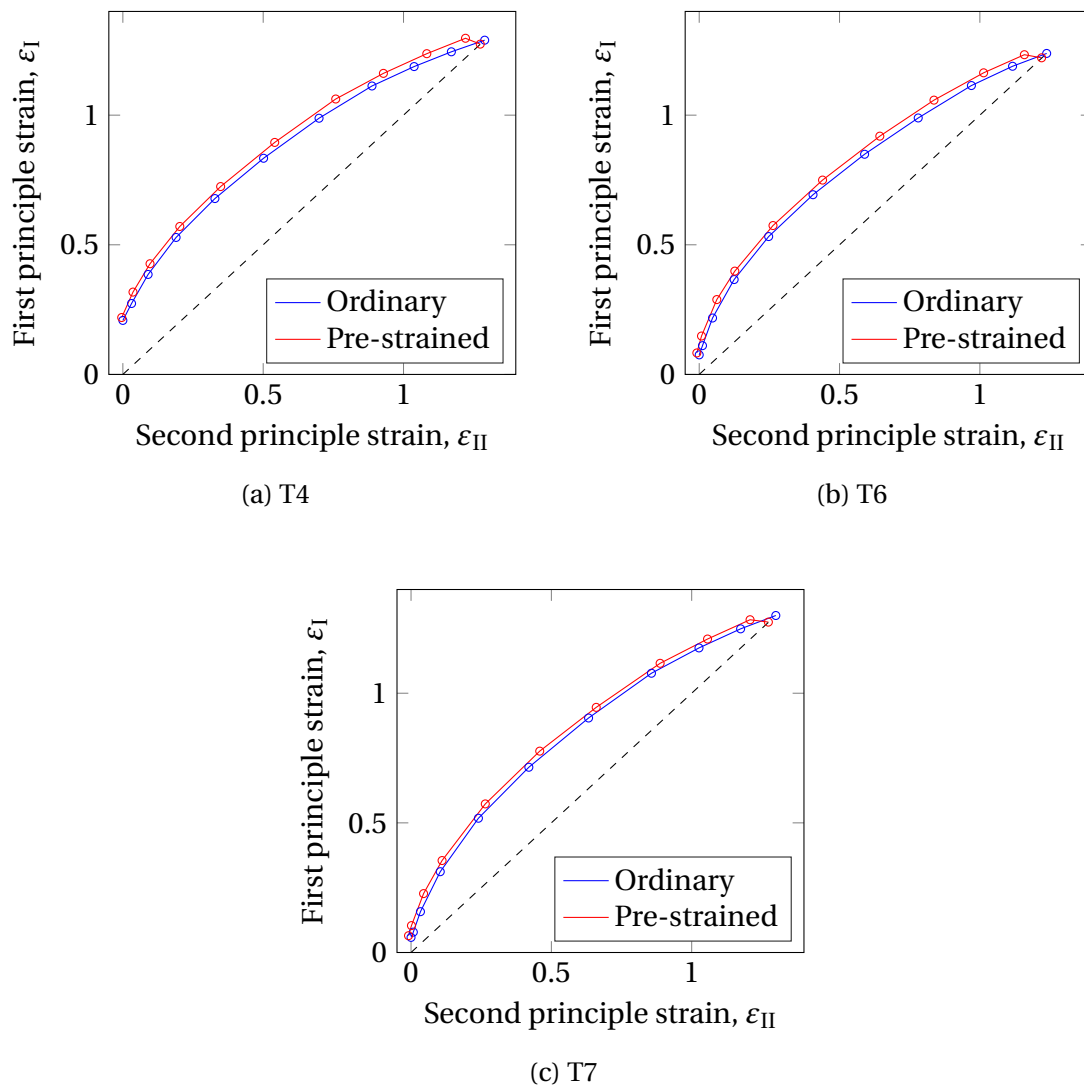 First principle strain, εI
1
0.5
0
0 0.5 1
Ordinary
Pre-strained
Second principle strain, εII
(a) T4
First principle strain, εI
1
0.5
0
0 0.5 1
Ordinary
Pre-strained
Second principle strain, εII
(b) T6
First principle strain, εI
1
0.5
0
0 0.5 1
Ordinary
Pre-strained
Second principle strain, εII
(c) T7